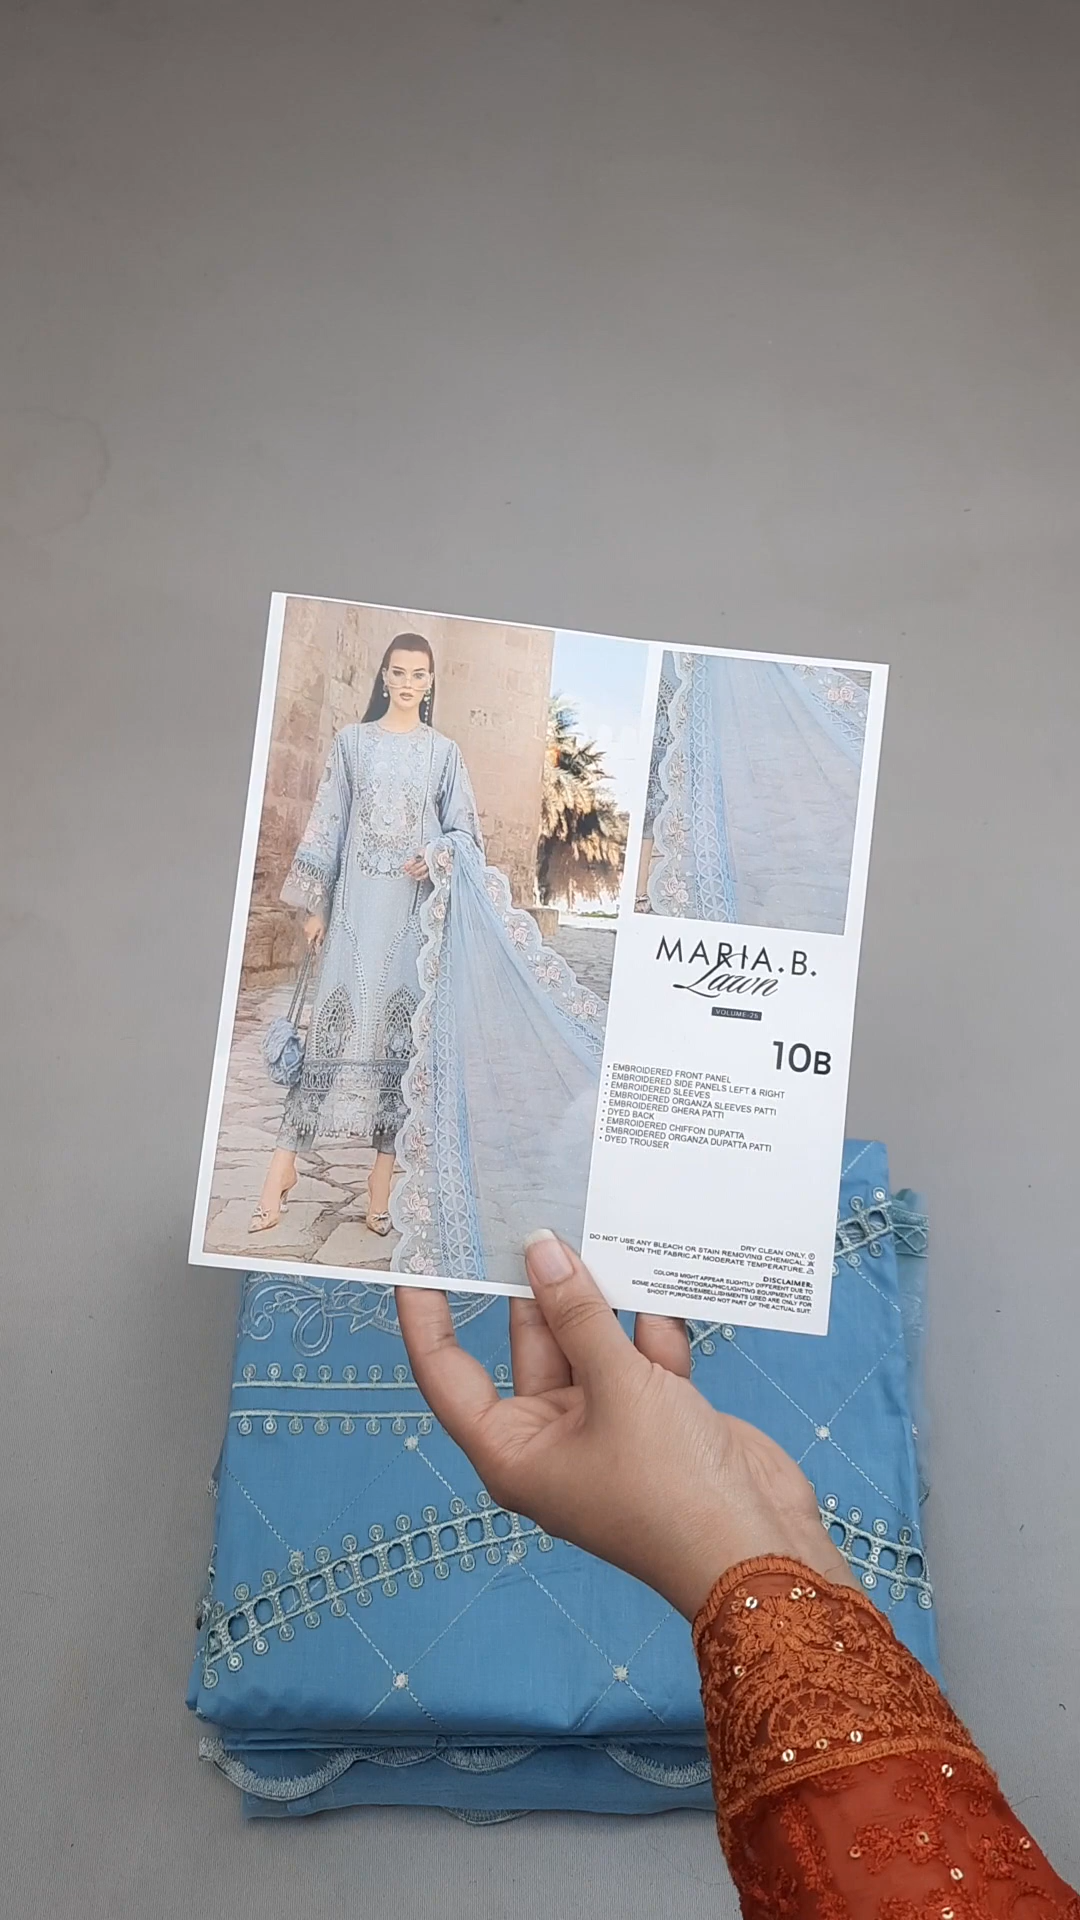 MARIA.B.
Lawn
VOLUME-25
10B
• EMBROIDERED FRONT PANEL
• EMBROIDERED SIDE PANELS LEFT & RIGHT
• EMBROIDERED SLEEVES
• EMBROIDERED ORGANZA SLEEVES PATTI
• EMBROIDERED GHERA PATTI
• DYED BACK
• EMBROIDERED CHIFFON DUPATTA
• EMBROIDERED ORGANZA DUPATTA PATTI
• DYED TROUSER
DRY CLEAN ONLY.
DO NOT USE ANY BLEACH OR STAIN REMOVING CHEMICAL.
IRON THE FABRIC AT MODERATE TEMPERATURE.
DISCLAIMER:
COLORS MIGHT APPEAR SLIGHTLY DIFFERENT DUE TO
PHOTOGRAPHIC/LIGHTING EQUIPMENT USED.
SOME ACCESSORIES/EMBELLISHMENTS USED ARE ONLY FOR
SHOOT PURPOSES AND NOT PART OF THE ACTUAL SUIT.